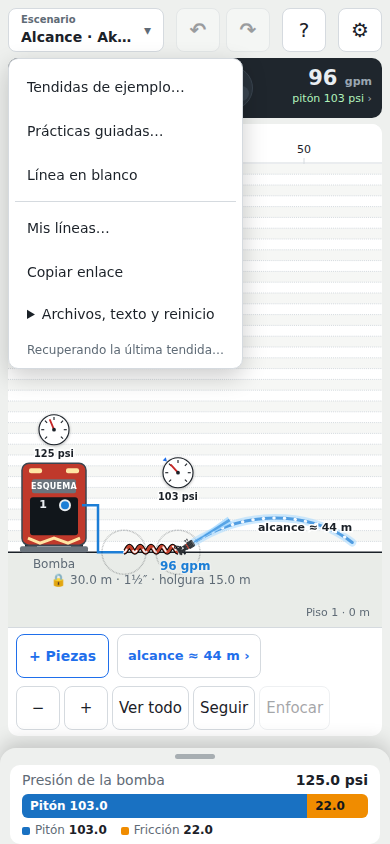 Escenario
Alcance · Ak... ▼
?
96 gpm
pitón 103 psi ›
50
Tendidas de ejemplo...
Prácticas guiadas...
Línea en blanco
Mis líneas...
Copiar enlace
▶ Archivos, texto y reinicio
Recuperando la última tendida...
125 psi
103 psi
ESQUEMA
1
alcance ≈ 44 m
Bomba
96 gpm
30.0 m · 1½″ · holgura 15.0 m
Piso 1 · 0 m
+ Piezas
alcance ≈ 44 m ›
−
+
Ver todo
Seguir
Enfocar
Presión de la bomba
125.0 psi
Pitón 103.0
22.0
Pitón 103.0
Fricción 22.0